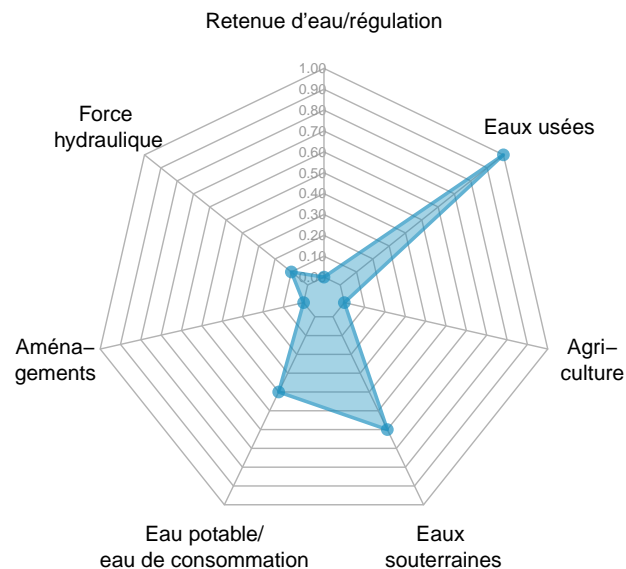 Retenue d'eau/régulation
1.00
Force
hydraulique
0.90
0.80
Eaux usées
0.70
0.60
0.50
0.40
0.30
0.20
0.10
Aména–
gements
Agri–
culture
Eau potable/
eau de consommation
Eaux
souterraines